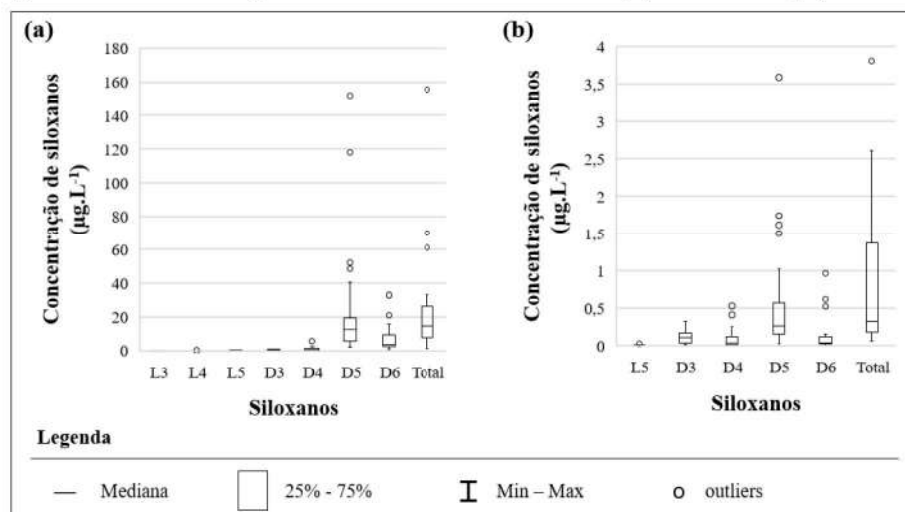 (a)
Concentração de siloxanos
(µg.L⁻¹)
180
160
140
120
100
80
60
40
20
0
L3 L4 L5 D3 D4 D5 D6 Total
Siloxanos
(b)
Concentração de siloxanos
(µg.L⁻¹)
4
3,5
3
2,5
2
1,5
1
0,5
0
L5 D3 D4 D5 D6 Total
Siloxanos
Legenda
Mediana 25% - 75% Min – Max outliers